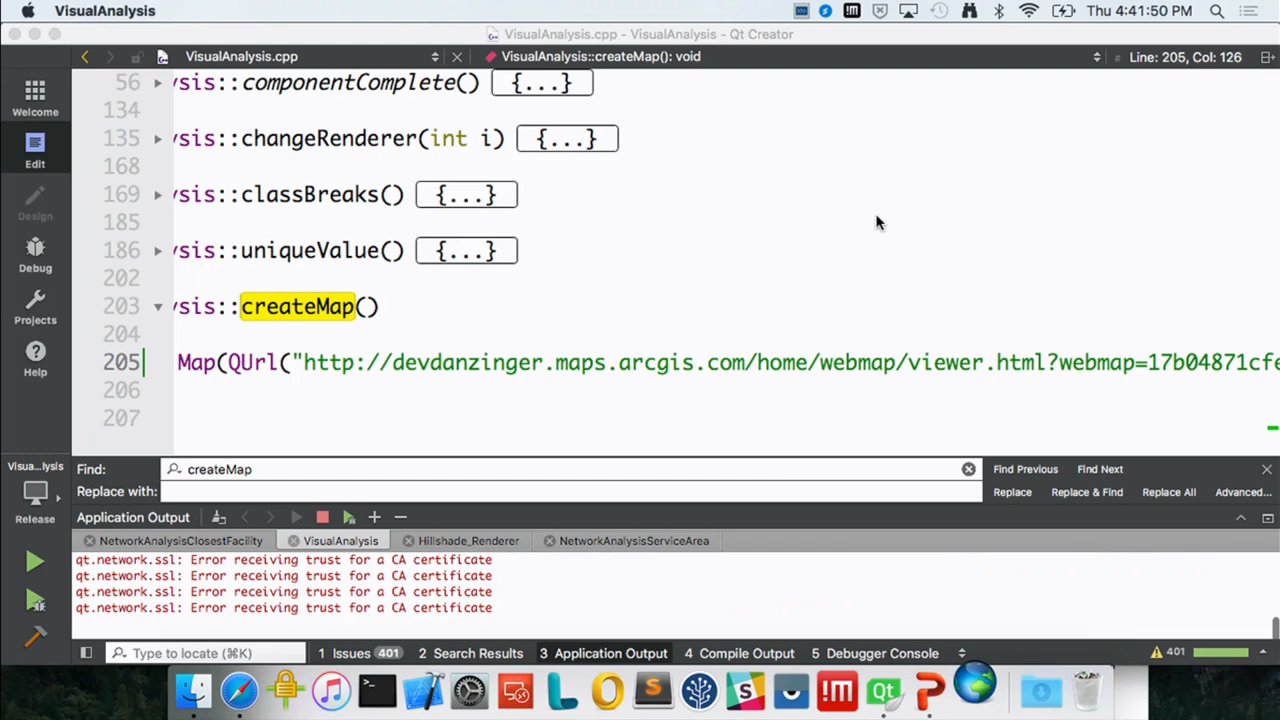 VisualAnalysis
Thu 4:41:50 PM
VisualAnalysis.cpp - VisualAnalysis - Qt Creator
VisualAnalysis.cpp
VisualAnalysis::createMap(): void
# Line: 205, Col: 126
Welcome
Edit
Design
Debug
Projects
Help
56 ysis::componentComplete() {...}
134
135 ysis::changeRenderer(int i) {...}
168
169 ysis::classBreaks() {...}
185
186 ysis::uniqueValue() {...}
202
203 ysis::createMap()
204
205 Map(QUrl("http://devdanzinger.maps.arcgis.com/home/webmap/viewer.html?webmap=17b04871cfe
206
207
Visua...lysis
Release
Find: createMap Find Previous Find Next
Replace with: Replace Replace & Find Replace All Advanced...
Application Output
NetworkAnalysisClosestFacility VisualAnalysis Hillshade_Renderer NetworkAnalysisServiceArea
qt.network.ssl: Error receiving trust for a CA certificate
qt.network.ssl: Error receiving trust for a CA certificate
qt.network.ssl: Error receiving trust for a CA certificate
qt.network.ssl: Error receiving trust for a CA certificate
Type to locate (⌘K) 1 Issues 401 2 Search Results 3 Application Output 4 Compile Output 5 Debugger Console 401